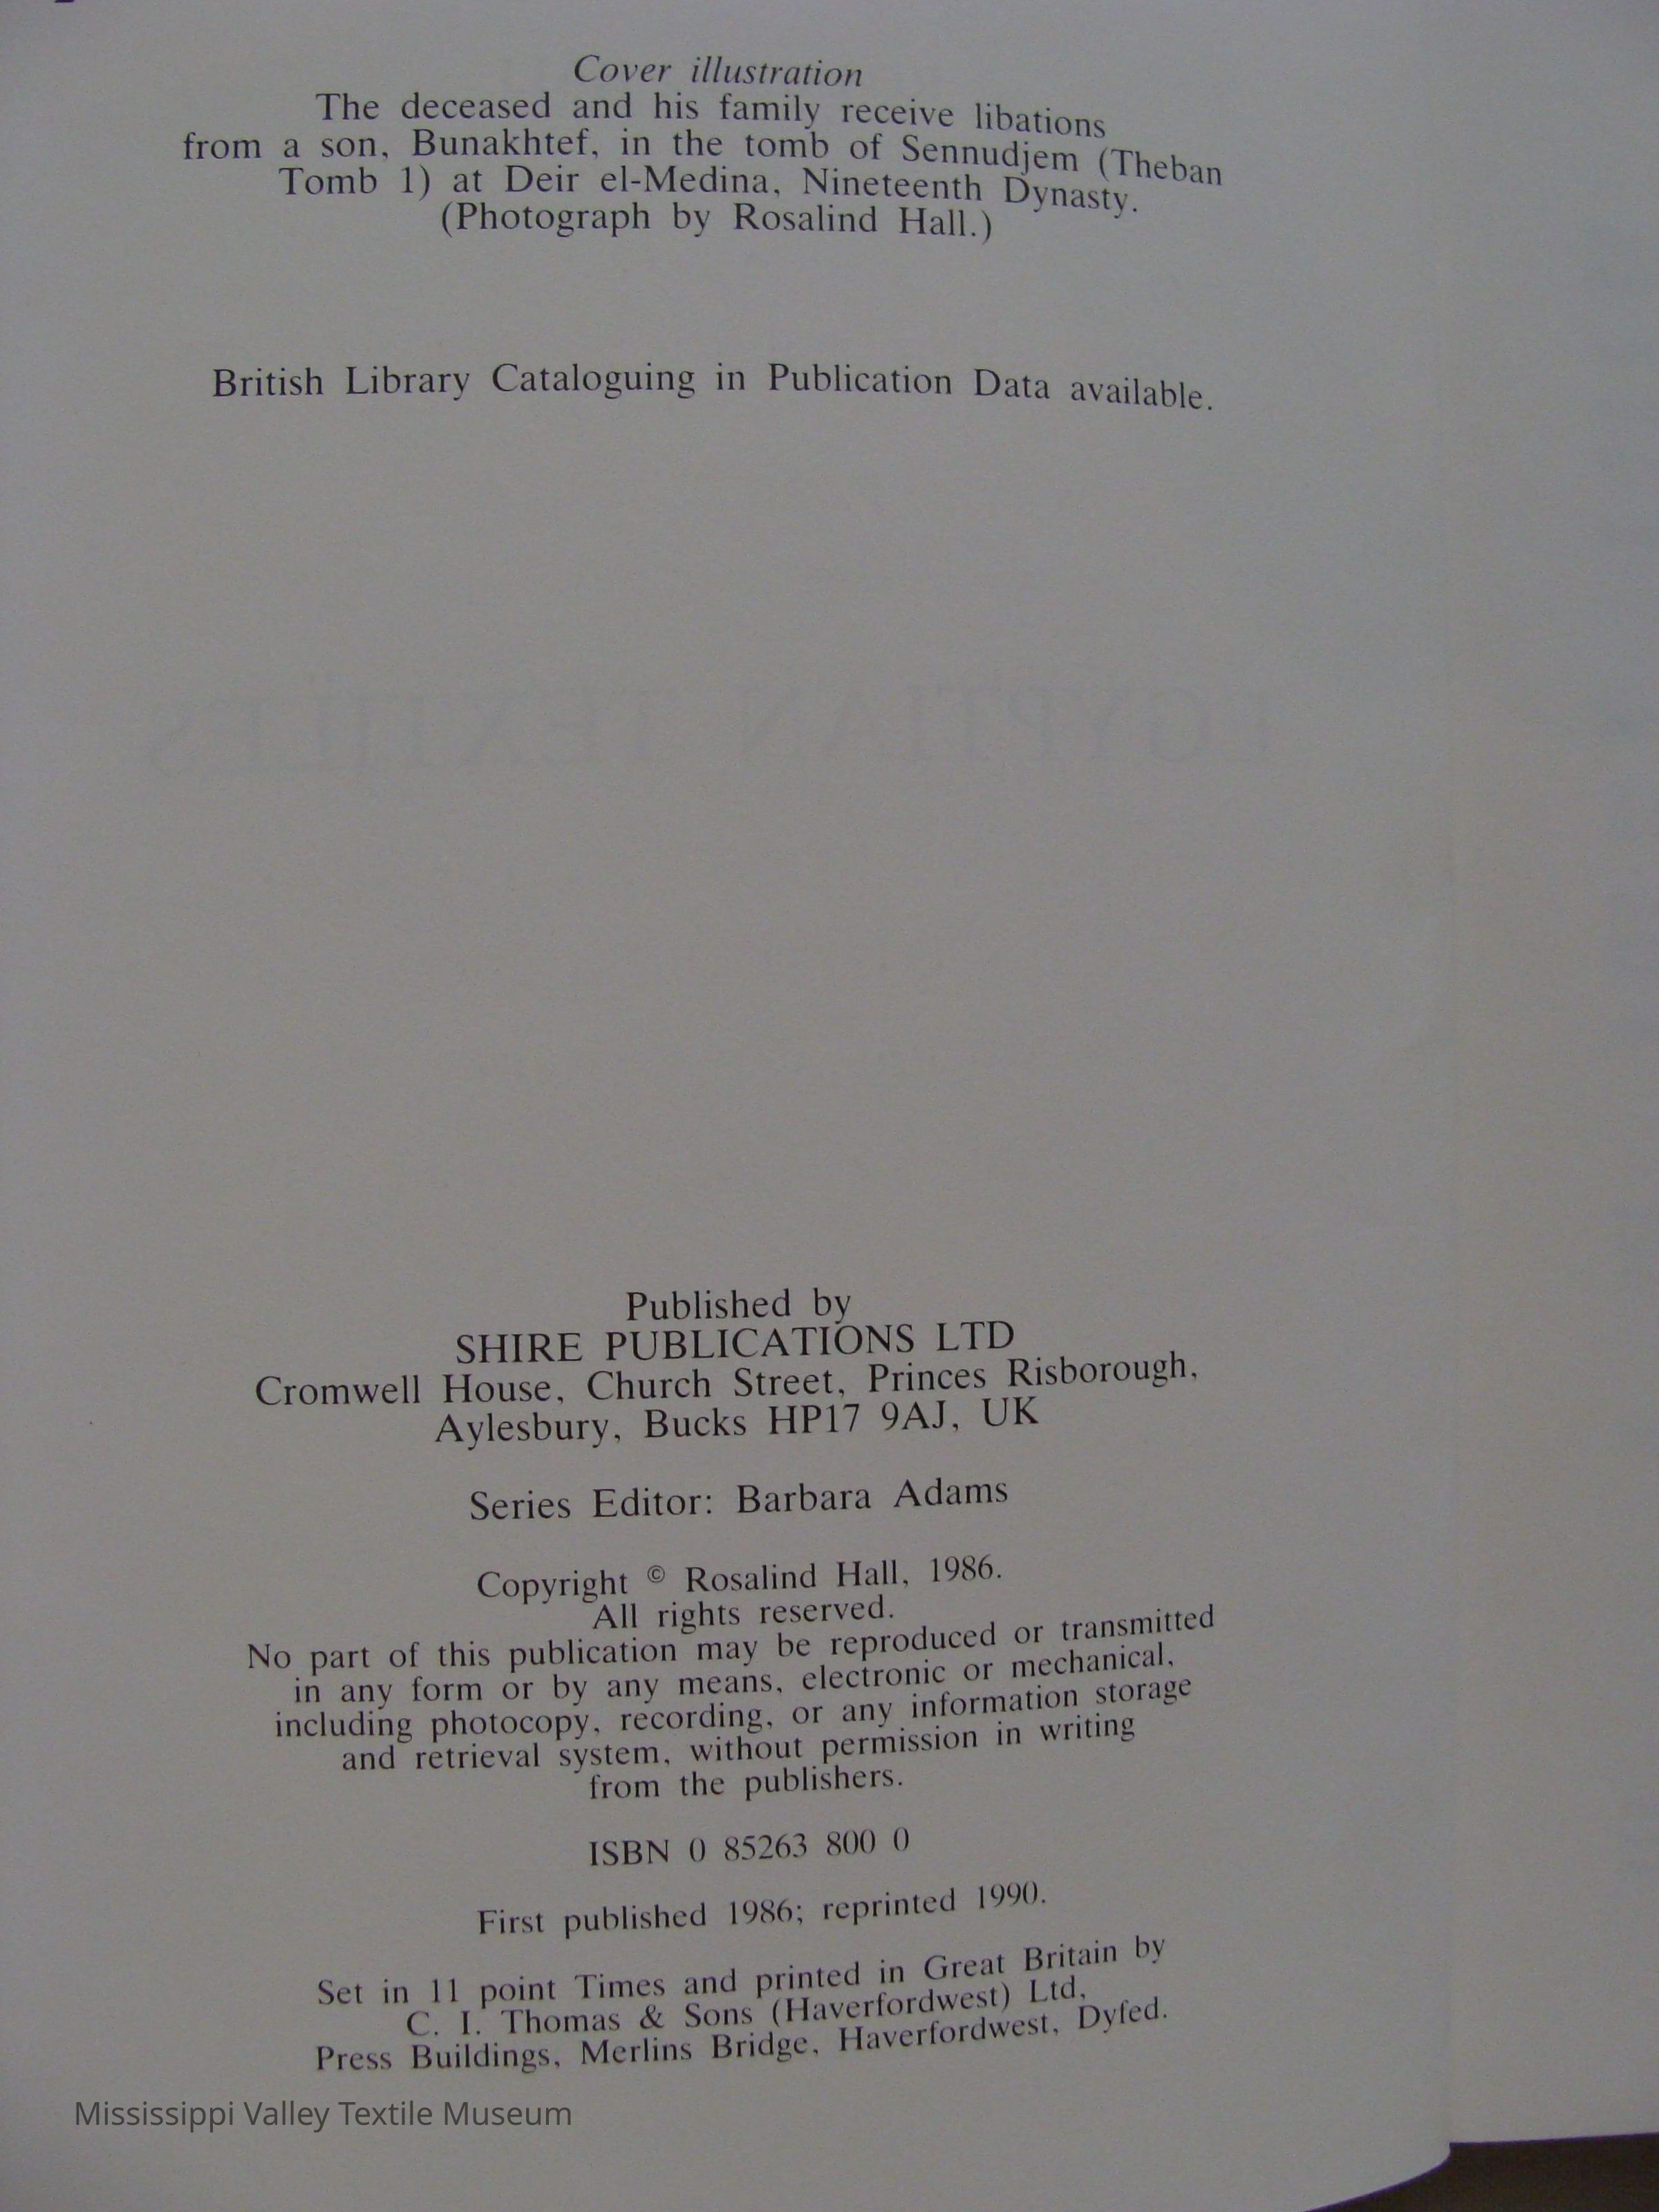 Cover illustration
The deceased and his family receive libations
from a son, Bunakhtef, in the tomb of Sennudjem (Theban
Tomb 1) at Deir el-Medina, Nineteenth Dynasty.
(Photograph by Rosalind Hall.)
British Library Cataloguing in Publication Data available.
EGYPTIAN TEXTILES
Published by
SHIRE PUBLICATIONS LTD
Cromwell House, Church Street, Princes Risborough,
Aylesbury, Bucks HP17 9AJ, UK
Series Editor: Barbara Adams
Copyright © Rosalind Hall, 1986.
All rights reserved.
No part of this publication may be reproduced or transmitted
in any form or by any means, electronic or mechanical,
including photocopy, recording, or any information storage
and retrieval system, without permission in writing
from the publishers.
ISBN 0 85263 800 0
First published 1986; reprinted 1990.
Set in 11 point Times and printed in Great Britain by
C. I. Thomas & Sons (Haverfordwest) Ltd,
Press Buildings, Merlins Bridge, Haverfordwest, Dyfed.
Mississippi Valley Textile Museum